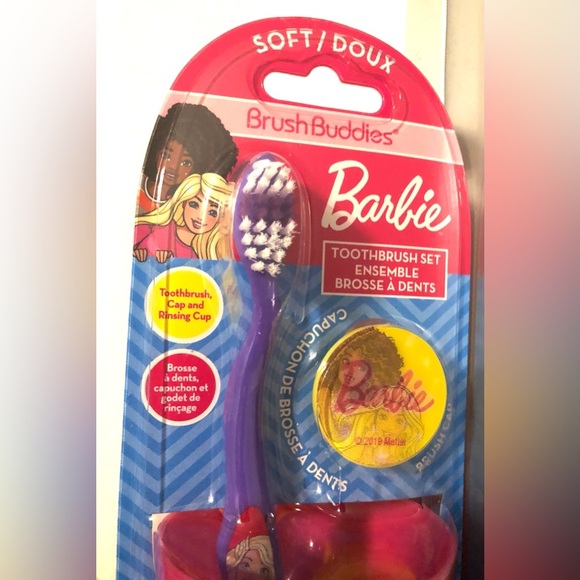 SOFT/DOUX
BrushBuddies®
Barbie
TOOTHBRUSH SET
ENSEMBLE
BROSSE À DENTS
Toothbrush,
Cap and
Rinsing Cup
Brosse
à dents,
capuchon et
godet de
rinçage
CAPUCHON DE BROSSE À DENTS
Barbie
© 2019 Mattel
BRUSH CAP